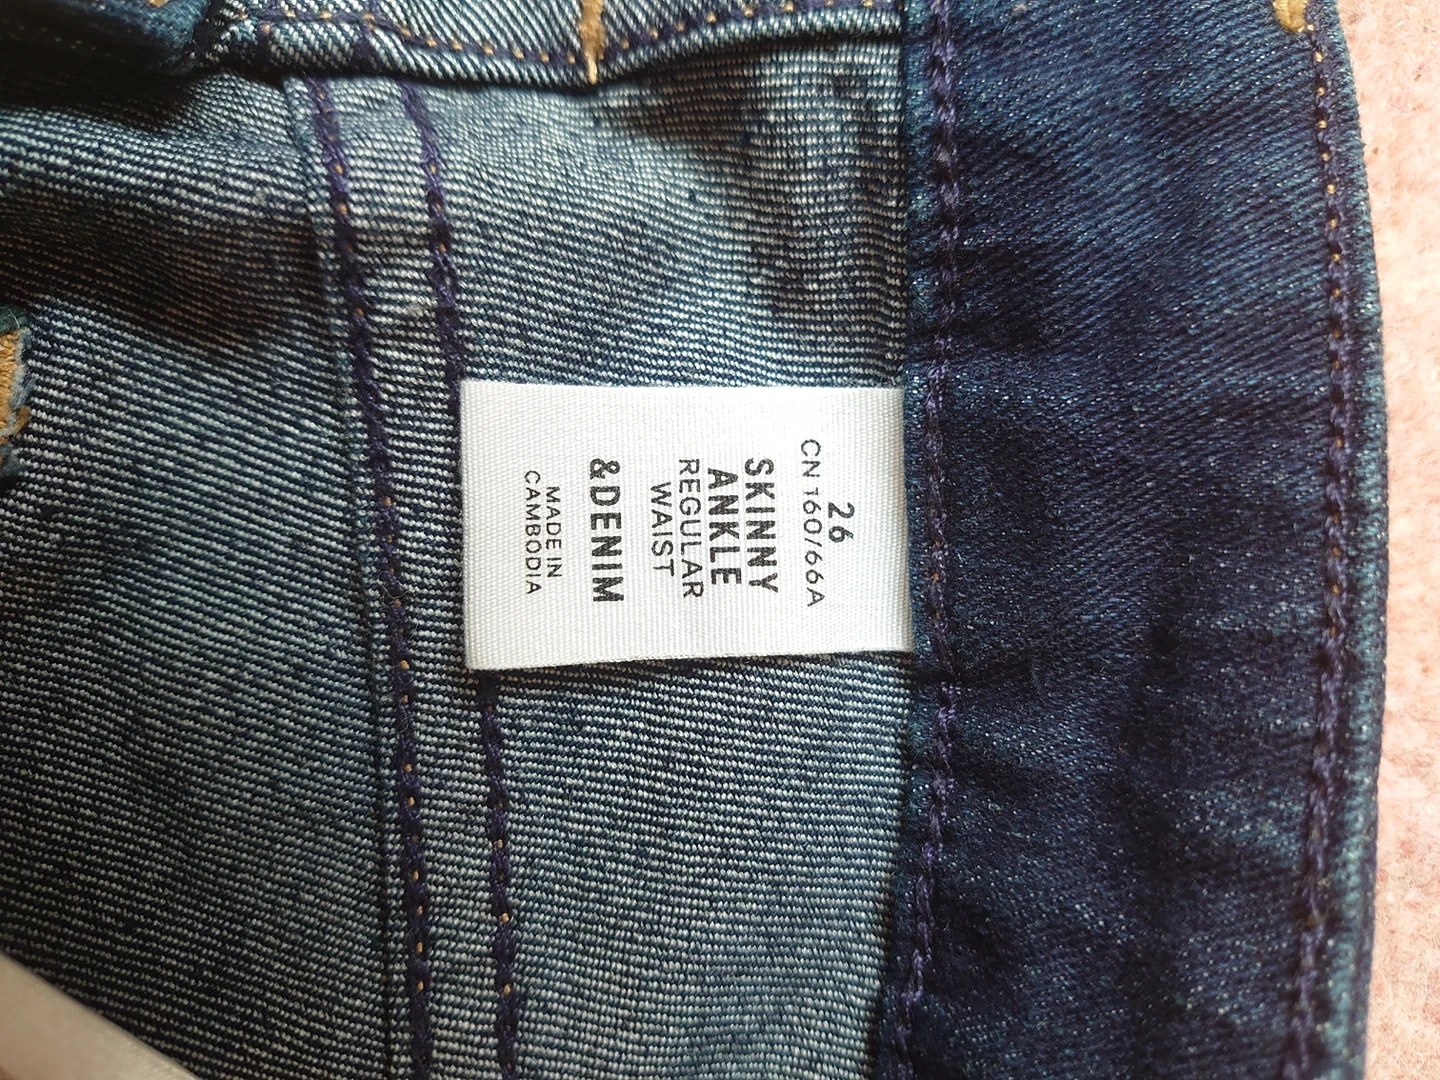 26
CN 160/66A
SKINNY
ANKLE
REGULAR
WAIST
&DENIM
MADE IN
CAMBODIA